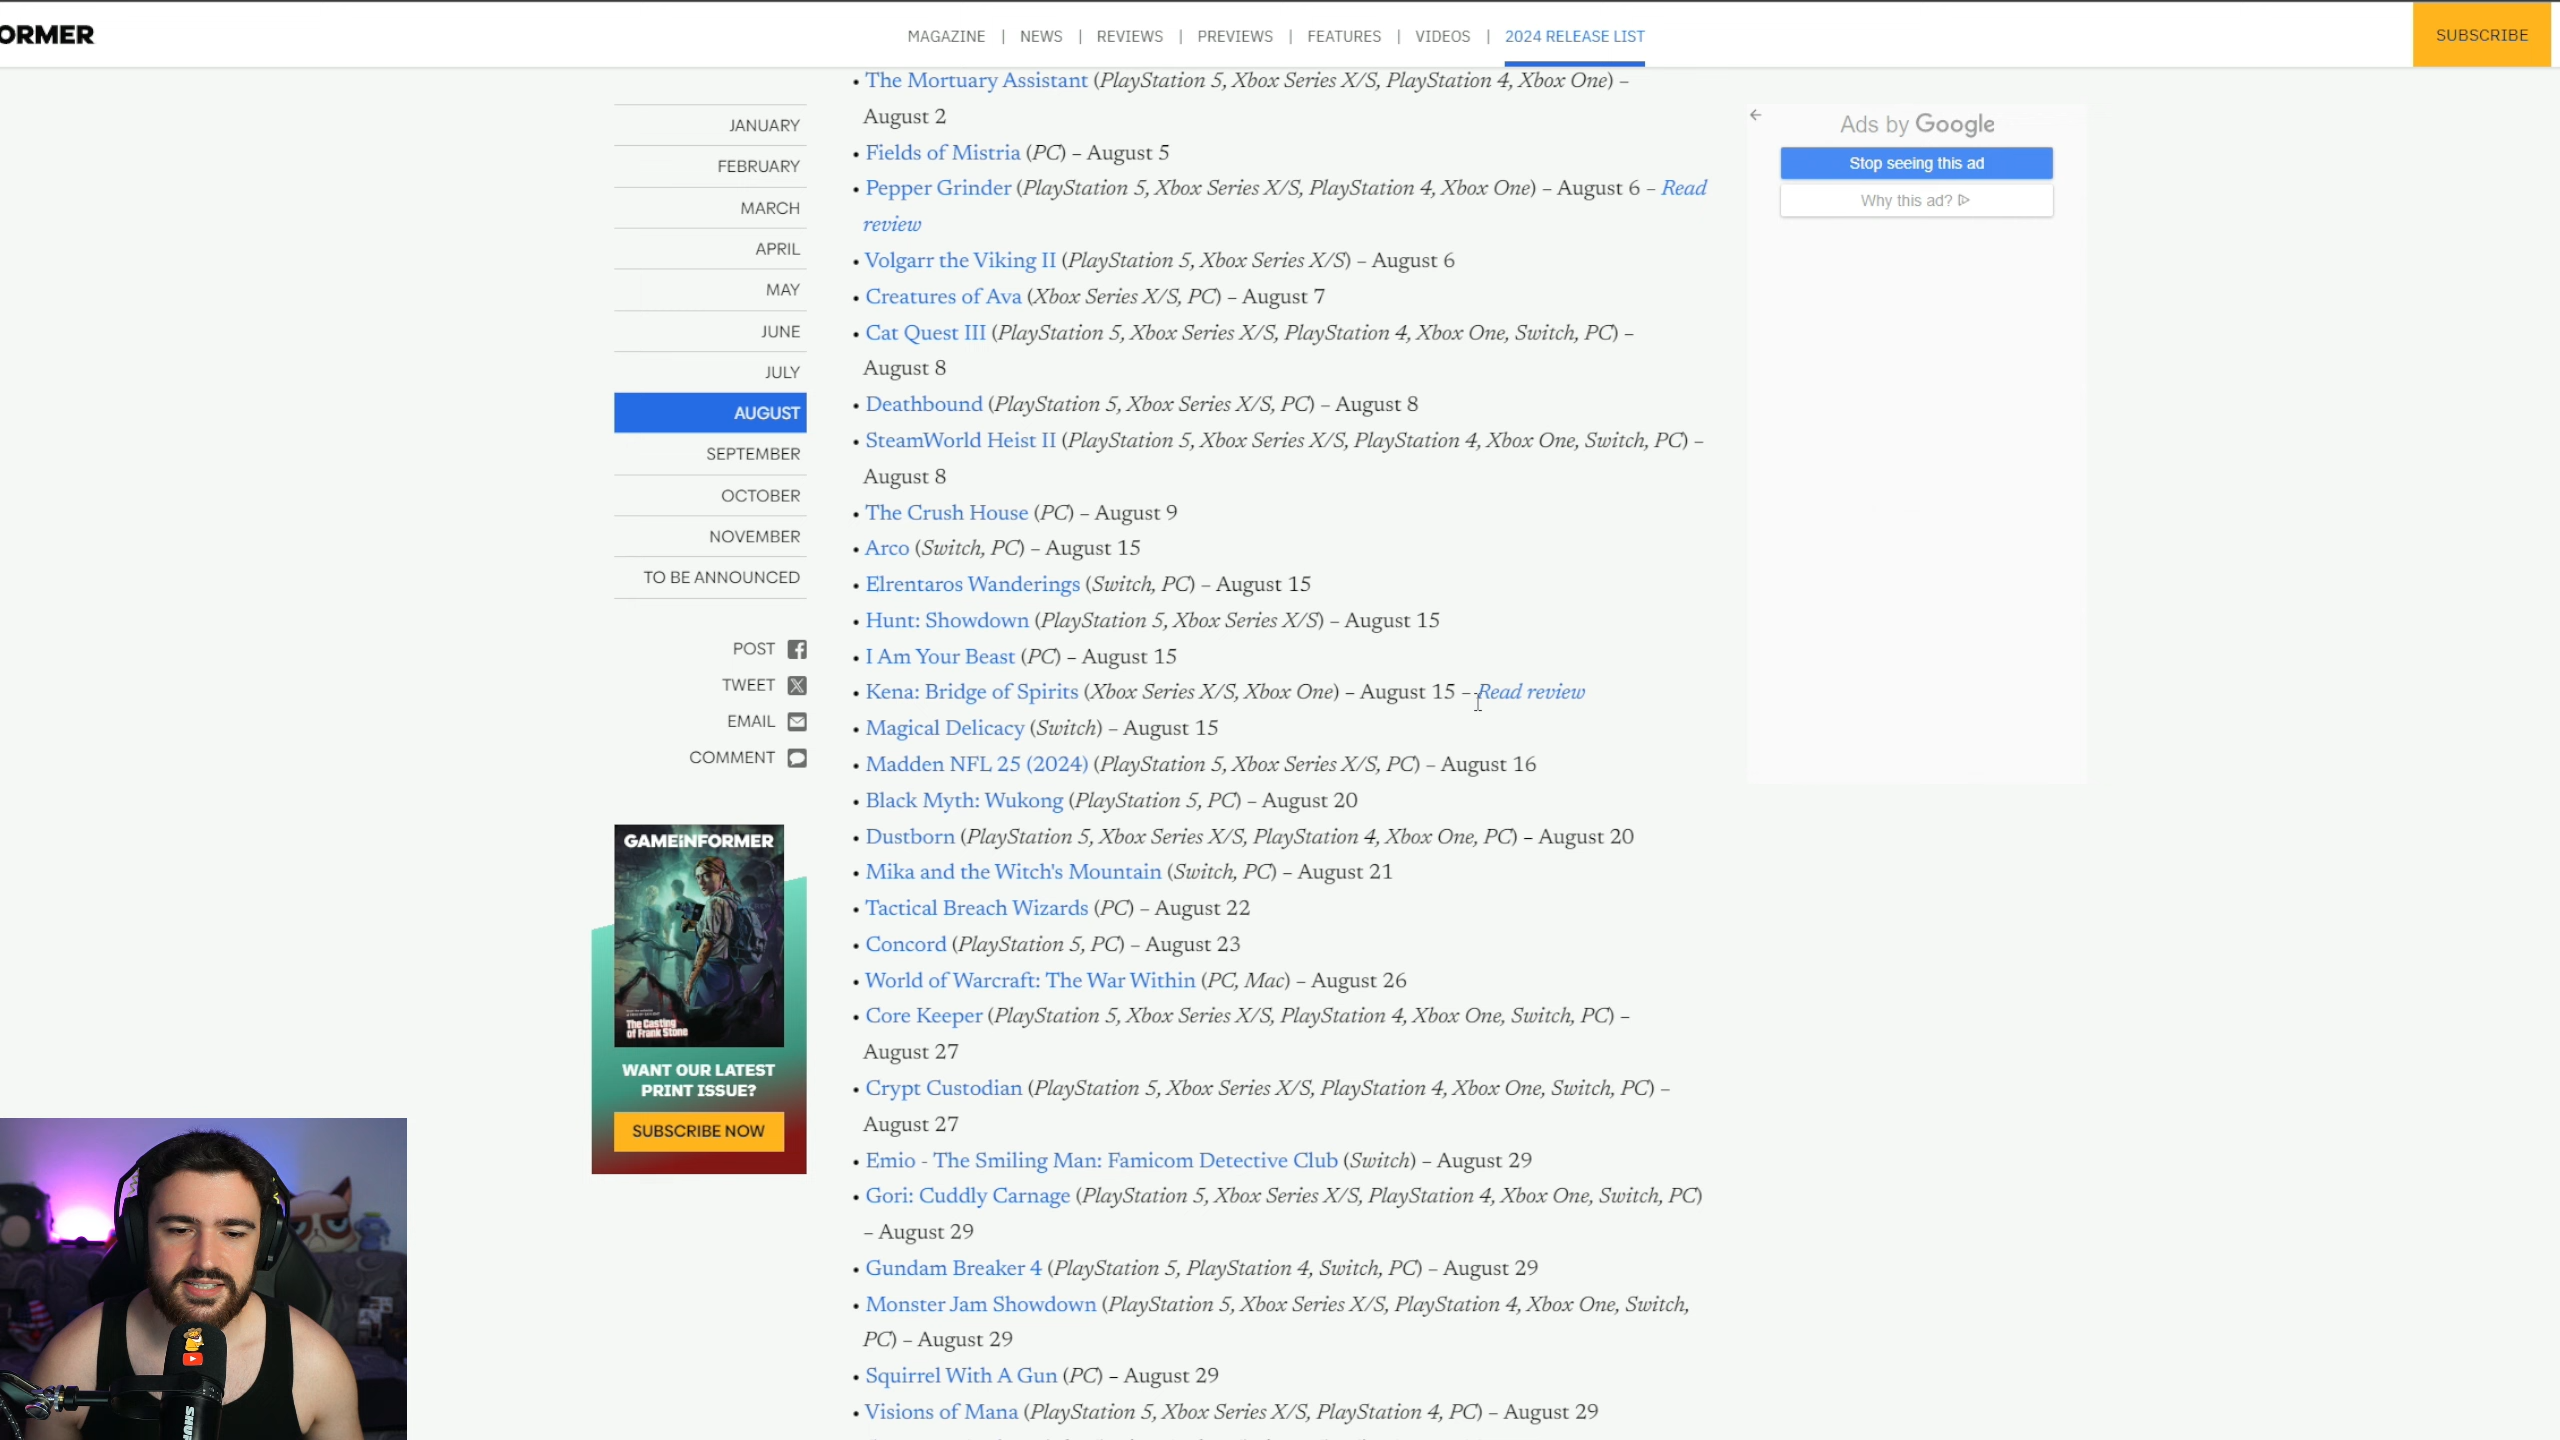 ORMER
MAGAZINE | NEWS | REVIEWS | PREVIEWS | FEATURES | VIDEOS | 2024 RELEASE LIST
SUBSCRIBE
JANUARY
FEBRUARY
MARCH
APRIL
MAY
JUNE
JULY
AUGUST
SEPTEMBER
OCTOBER
NOVEMBER
TO BE ANNOUNCED
POST
TWEET
EMAIL
COMMENT
GAMEiNFORMER
The Casting
of Frank Stone
WANT OUR LATEST
PRINT ISSUE?
SUBSCRIBE NOW
• The Mortuary Assistant (PlayStation 5, Xbox Series X/S, PlayStation 4, Xbox One) –
August 2
• Fields of Mistria (PC) – August 5
• Pepper Grinder (PlayStation 5, Xbox Series X/S, PlayStation 4, Xbox One) – August 6 – Read
review
• Volgarr the Viking II (PlayStation 5, Xbox Series X/S) – August 6
• Creatures of Ava (Xbox Series X/S, PC) – August 7
• Cat Quest III (PlayStation 5, Xbox Series X/S, PlayStation 4, Xbox One, Switch, PC) –
August 8
• Deathbound (PlayStation 5, Xbox Series X/S, PC) – August 8
• SteamWorld Heist II (PlayStation 5, Xbox Series X/S, PlayStation 4, Xbox One, Switch, PC) –
August 8
• The Crush House (PC) – August 9
• Arco (Switch, PC) – August 15
• Elrentaros Wanderings (Switch, PC) – August 15
• Hunt: Showdown (PlayStation 5, Xbox Series X/S) – August 15
• I Am Your Beast (PC) – August 15
• Kena: Bridge of Spirits (Xbox Series X/S, Xbox One) – August 15 – Read review
• Magical Delicacy (Switch) – August 15
• Madden NFL 25 (2024) (PlayStation 5, Xbox Series X/S, PC) – August 16
• Black Myth: Wukong (PlayStation 5, PC) – August 20
• Dustborn (PlayStation 5, Xbox Series X/S, PlayStation 4, Xbox One, PC) – August 20
• Mika and the Witch's Mountain (Switch, PC) – August 21
• Tactical Breach Wizards (PC) – August 22
• Concord (PlayStation 5, PC) – August 23
• World of Warcraft: The War Within (PC, Mac) – August 26
• Core Keeper (PlayStation 5, Xbox Series X/S, PlayStation 4, Xbox One, Switch, PC) –
August 27
• Crypt Custodian (PlayStation 5, Xbox Series X/S, PlayStation 4, Xbox One, Switch, PC) –
August 27
• Emio - The Smiling Man: Famicom Detective Club (Switch) – August 29
• Gori: Cuddly Carnage (PlayStation 5, Xbox Series X/S, PlayStation 4, Xbox One, Switch, PC)
– August 29
• Gundam Breaker 4 (PlayStation 5, PlayStation 4, Switch, PC) – August 29
• Monster Jam Showdown (PlayStation 5, Xbox Series X/S, PlayStation 4, Xbox One, Switch,
PC) – August 29
• Squirrel With A Gun (PC) – August 29
• Visions of Mana (PlayStation 5, Xbox Series X/S, PlayStation 4, PC) – August 29
Ads by Google
Stop seeing this ad
Why this ad?